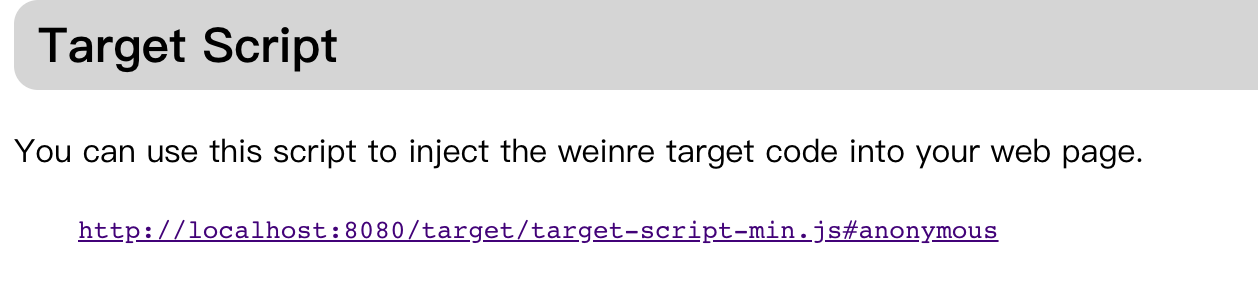 Target Script
You can use this script to inject the weinre target code into your web page.
http://localhost:8080/target/target-script-min.js#anonymous